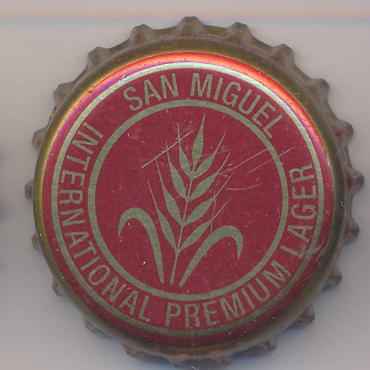 SAN MIGUEL
INTERNATIONAL PREMIUM LAGER